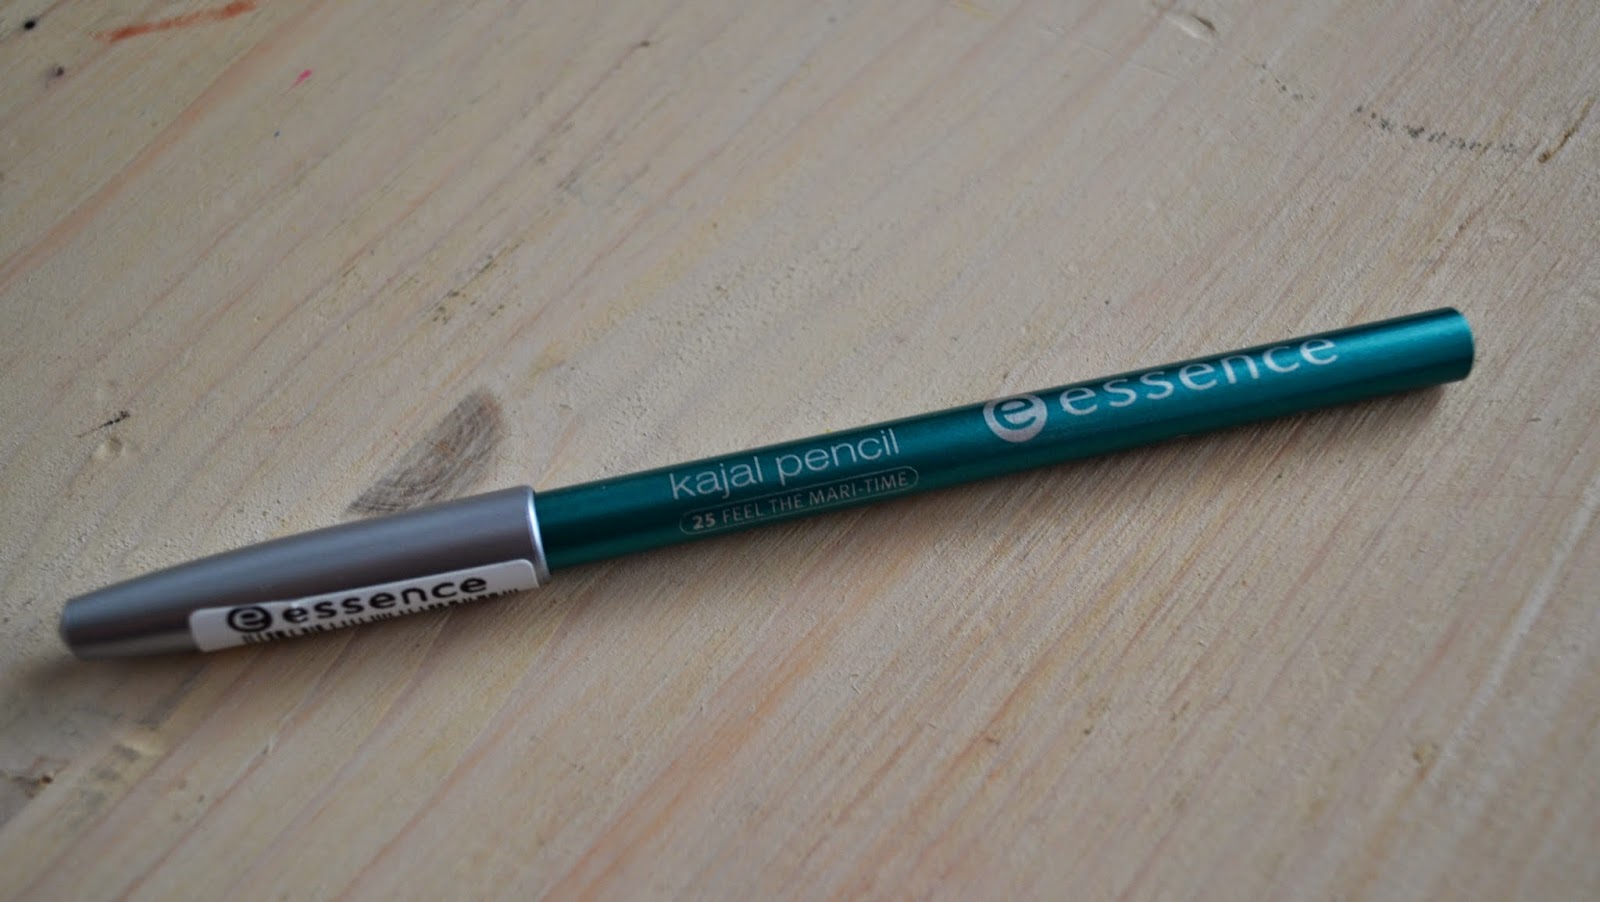 essence
kajal pencil
25 FEEL THE MARI-TIME
e essence